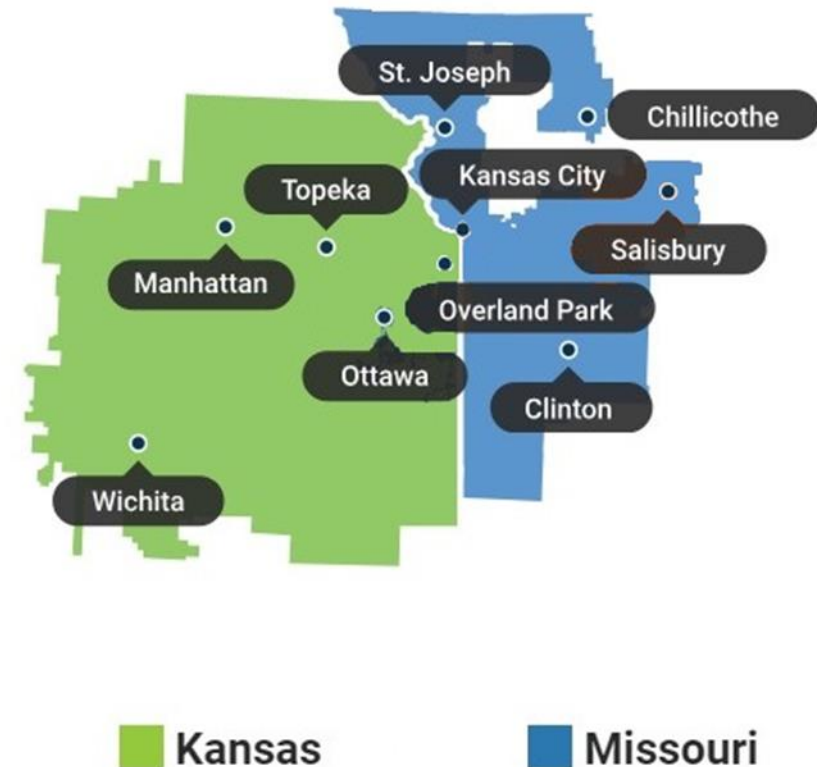 St. Joseph
Chillicothe
Kansas City
Topeka
Salisbury
Manhattan
Overland Park
Ottawa
Clinton
Wichita
Kansas
Missouri